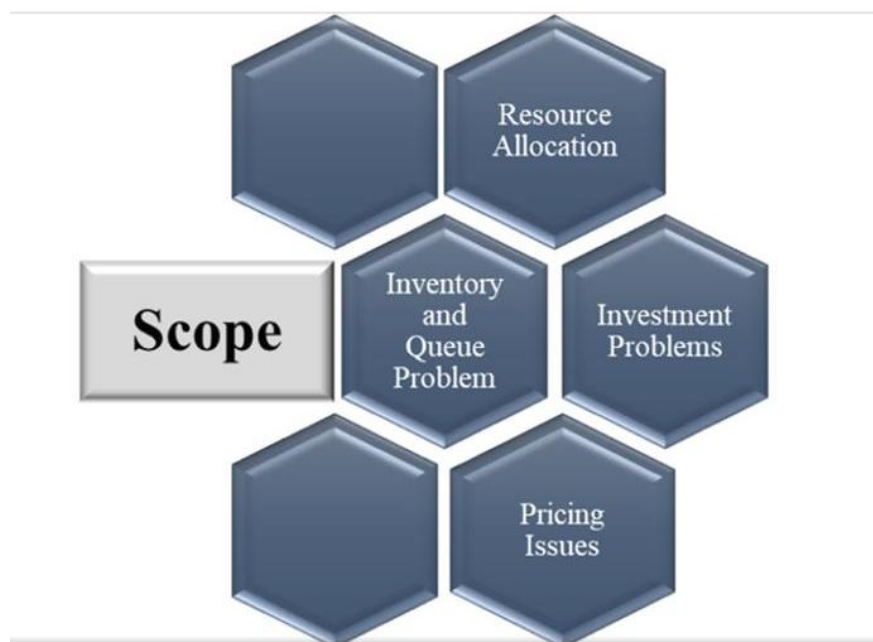 Resource
Allocation
Scope
Inventory
and
Queue
Problem
Investment
Problems
Pricing
Issues